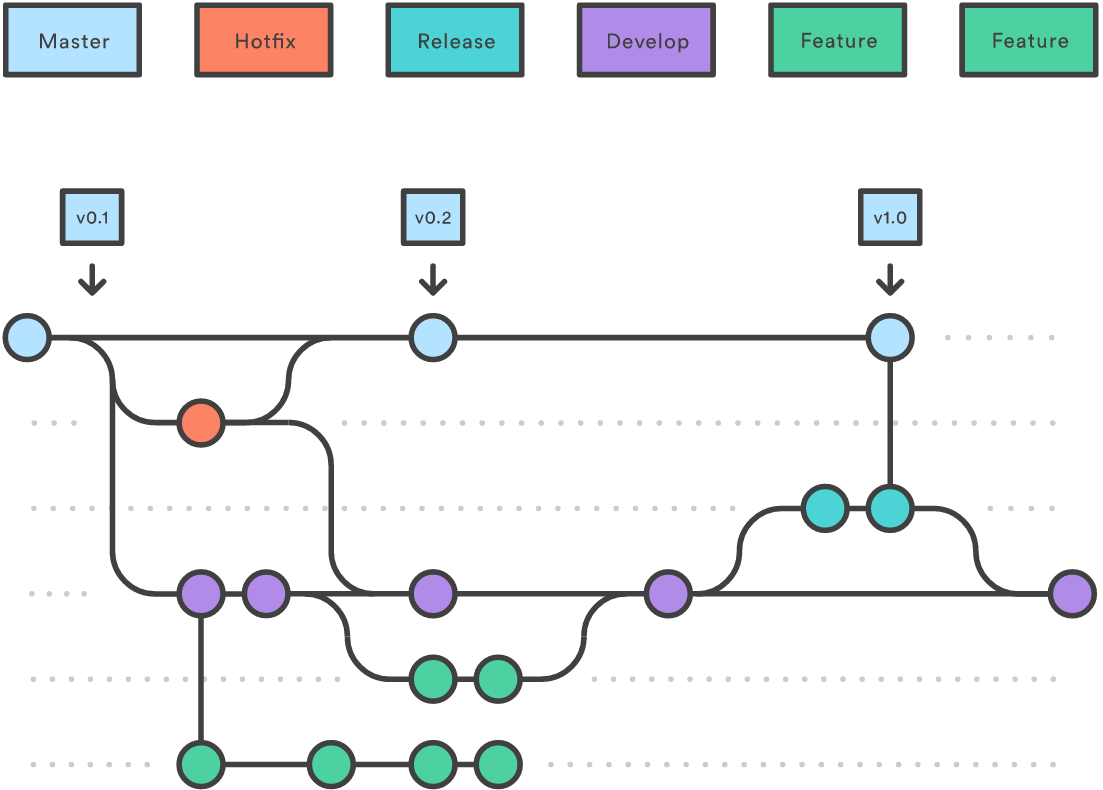 Master
Hotfix
Release
Develop
Feature
Feature
v0.1
v0.2
v1.0